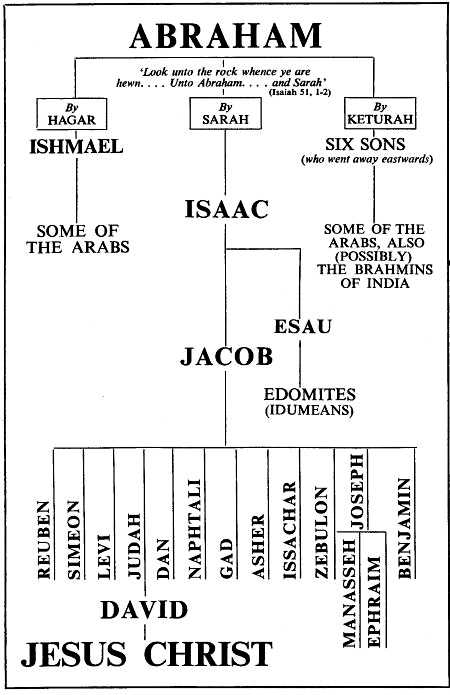 ABRAHAM
'Look unto the rock whence ye are
hewn. . . . Unto Abraham. . . . and Sarah'
(Isaiah 51, 1-2)
By
HAGAR
By
SARAH
By
KETURAH
ISHMAEL
SIX SONS
(who went away eastwards)
ISAAC
SOME OF
THE ARABS
SOME OF THE
ARABS, ALSO
(POSSIBLY)
THE BRAHMINS
OF INDIA
ESAU
JACOB
EDOMITES
(IDUMEANS)
REUBEN
SIMEON
LEVI
JUDAH
DAN
NAPHTALI
GAD
ASHER
ISSACHAR
ZEBULON
JOSEPH
MANASSEH
EPHRAIM
BENJAMIN
DAVID
JESUS CHRIST